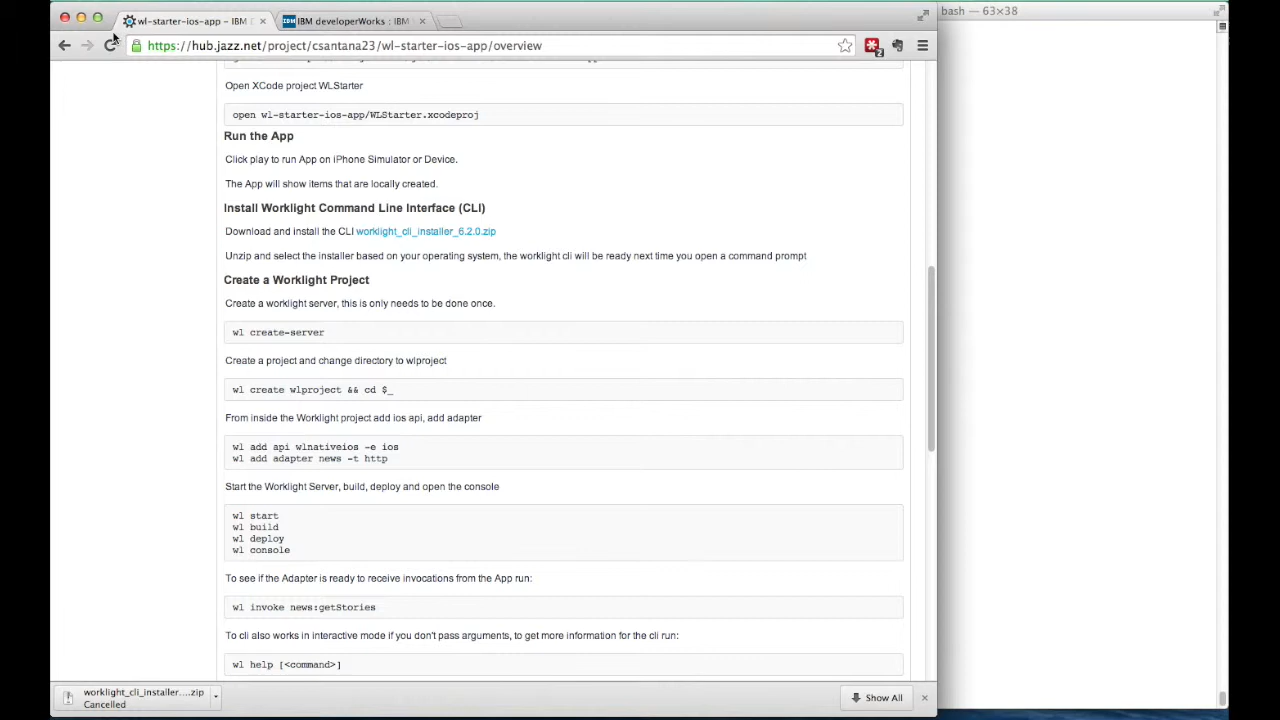 wl-starter-ios-app - IBM
IBM developerWorks : IBM
bash — 63×38
https://hub.jazz.net/project/csantana23/wl-starter-ios-app/overview
2
Open XCode project WLStarter
open wl-starter-ios-app/WLStarter.xcodeproj
Run the App
Click play to run App on iPhone Simulator or Device.
The App will show items that are locally created.
Install Worklight Command Line Interface (CLI)
Download and install the CLI worklight_cli_installer_6.2.0.zip
Unzip and select the installer based on your operating system, the worklight cli will be ready next time you open a command prompt
Create a Worklight Project
Create a worklight server, this is only needs to be done once.
wl create-server
Create a project and change directory to wlproject
wl create wlproject && cd $_
From inside the Worklight project add ios api, add adapter
wl add api wlnativeios -e ios
wl add adapter news -t http
Start the Worklight Server, build, deploy and open the console
wl start
wl build
wl deploy
wl console
To see if the Adapter is ready to receive invocations from the App run:
wl invoke news:getStories
To cli also works in interactive mode if you don't pass arguments, to get more information for the cli run:
wl help [<command>]
worklight_cli_installer....zip
Cancelled
Show All